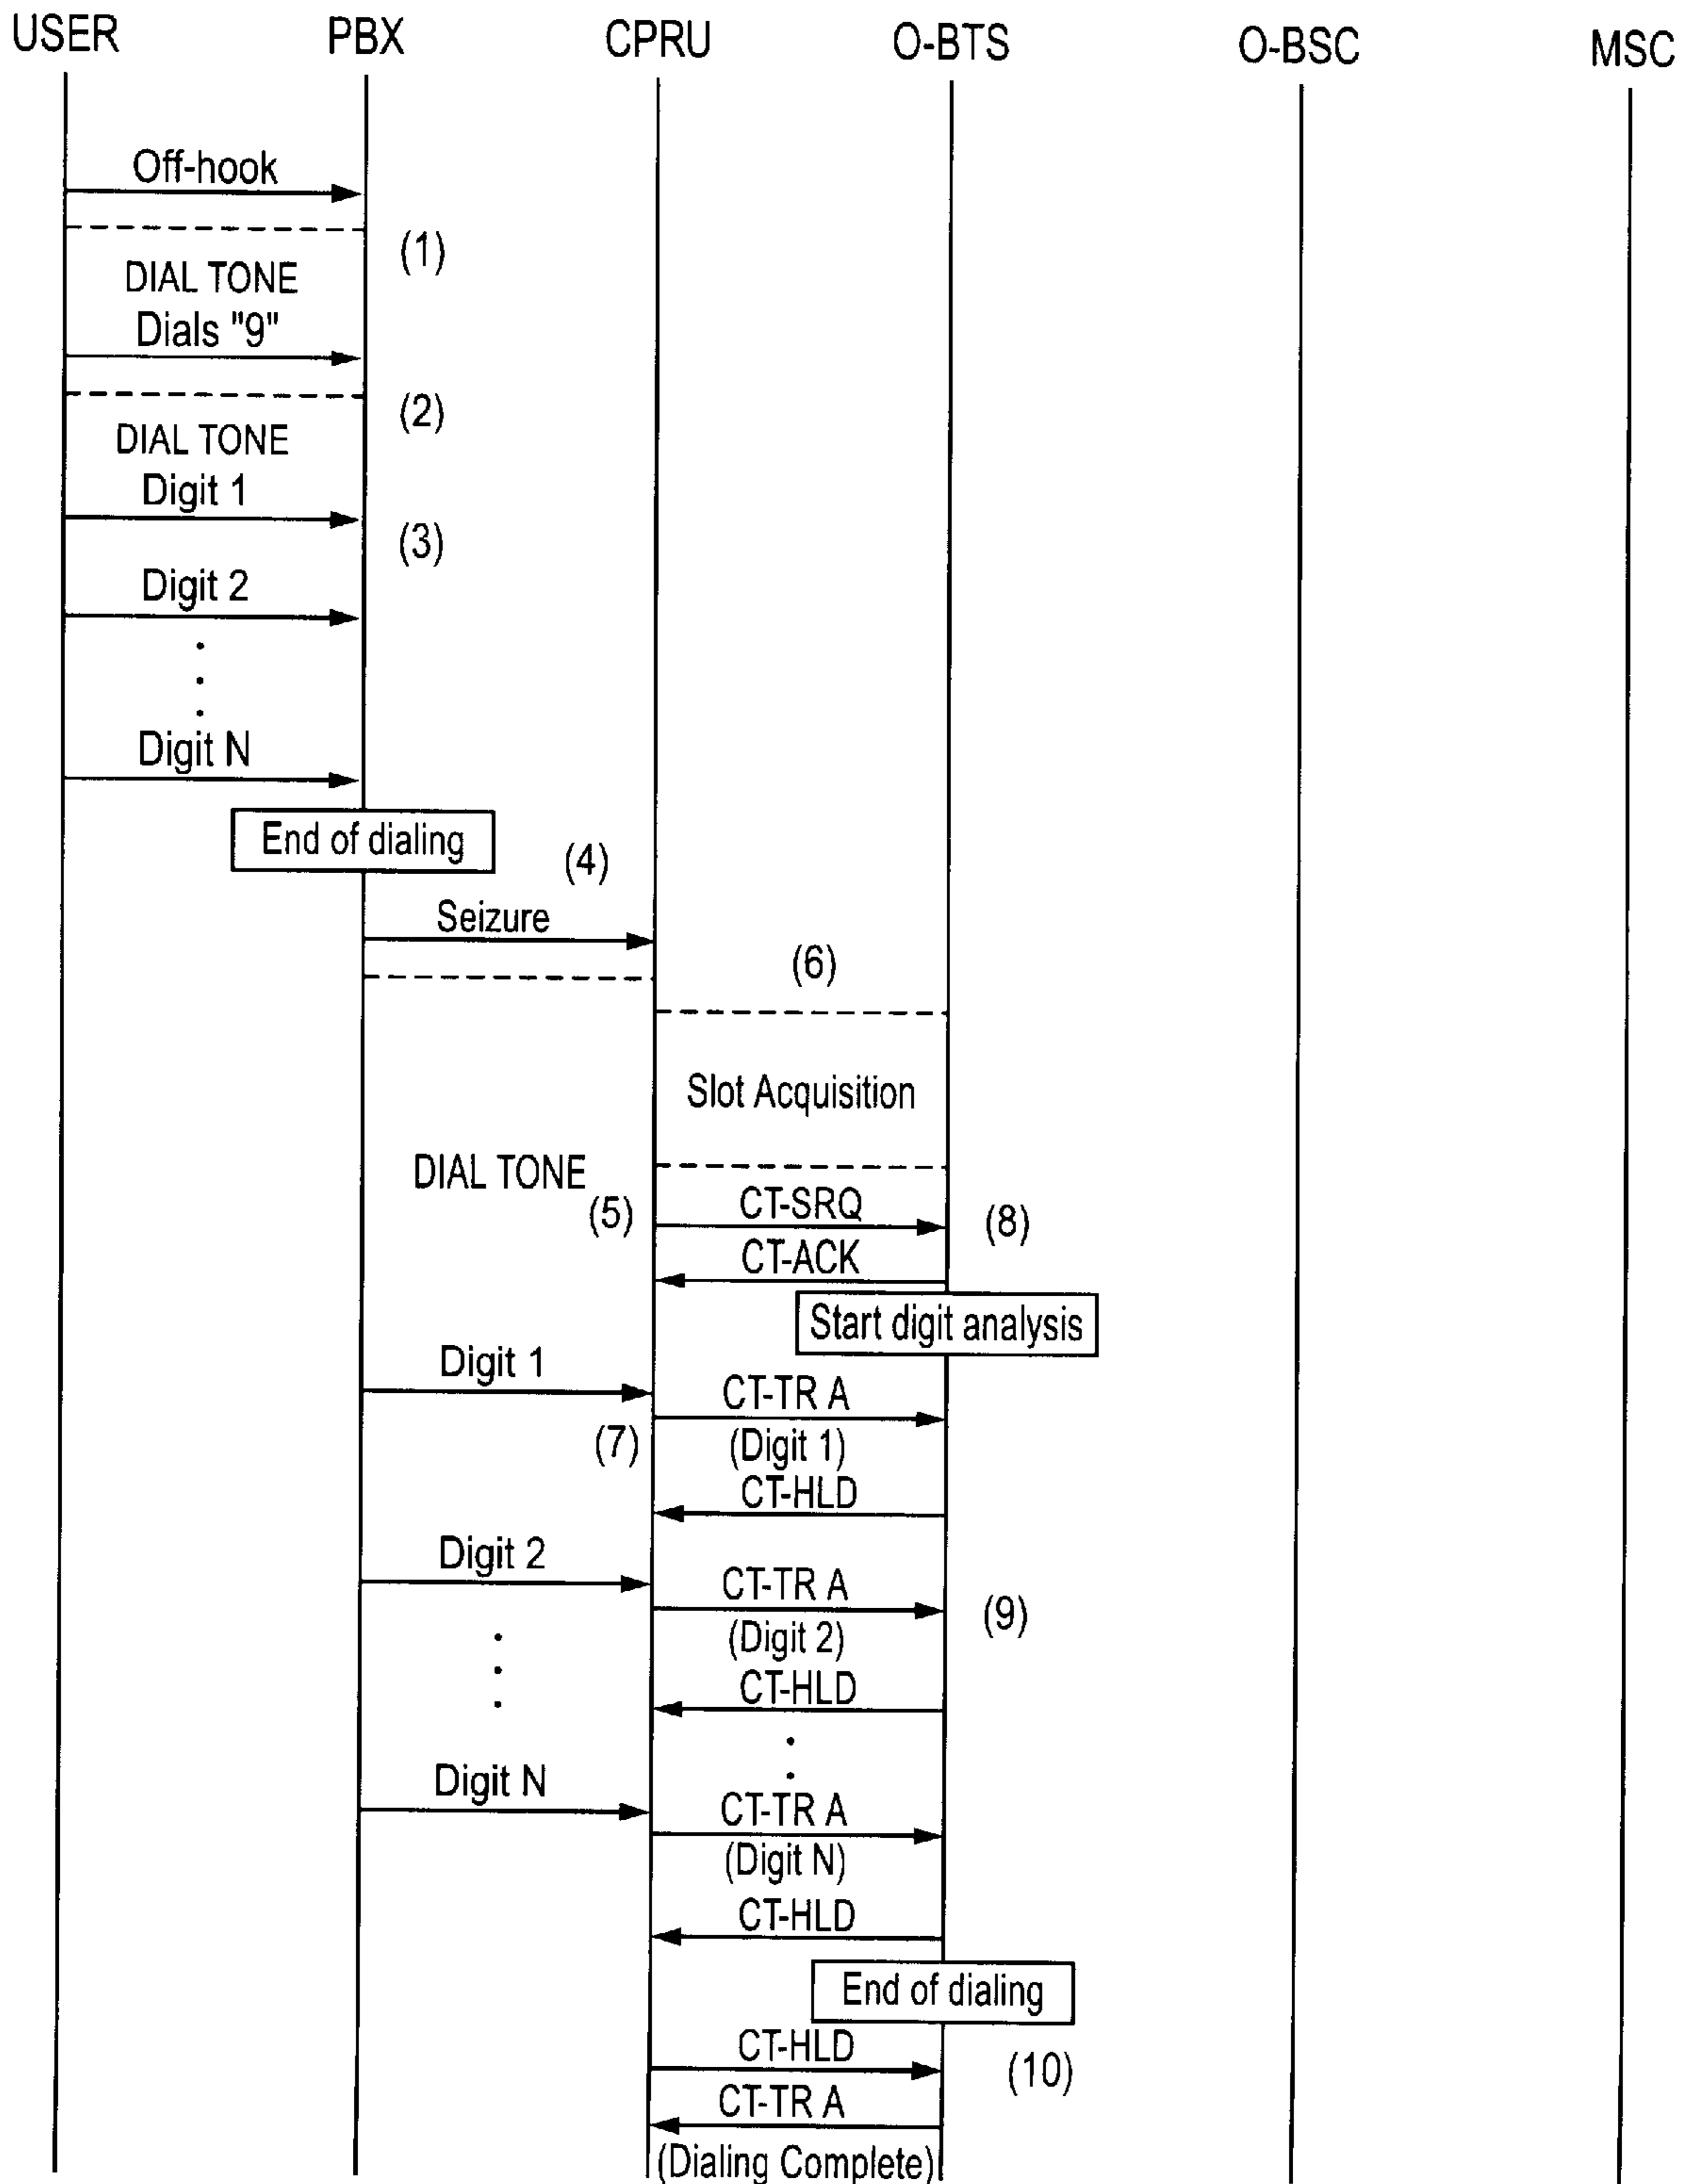 USER PBX CPRU O-BTS O-BSC MSC
Off-hook
(1)
DIAL TONE
Dials "9"
(2)
DIAL TONE
Digit 1
(3)
Digit 2
Digit N
End of dialing
(4)
Seizure
(6)
Slot Acquisition
DIAL TONE
(5)
CT-SRQ
(8)
CT-ACK
Start digit analysis
Digit 1
CT-TR A
(7)
(Digit 1)
CT-HLD
Digit 2
CT-TR A
(9)
(Digit 2)
CT-HLD
Digit N
CT-TR A
(Digit N)
CT-HLD
End of dialing
CT-HLD
(10)
CT-TR A
(Dialing Complete)